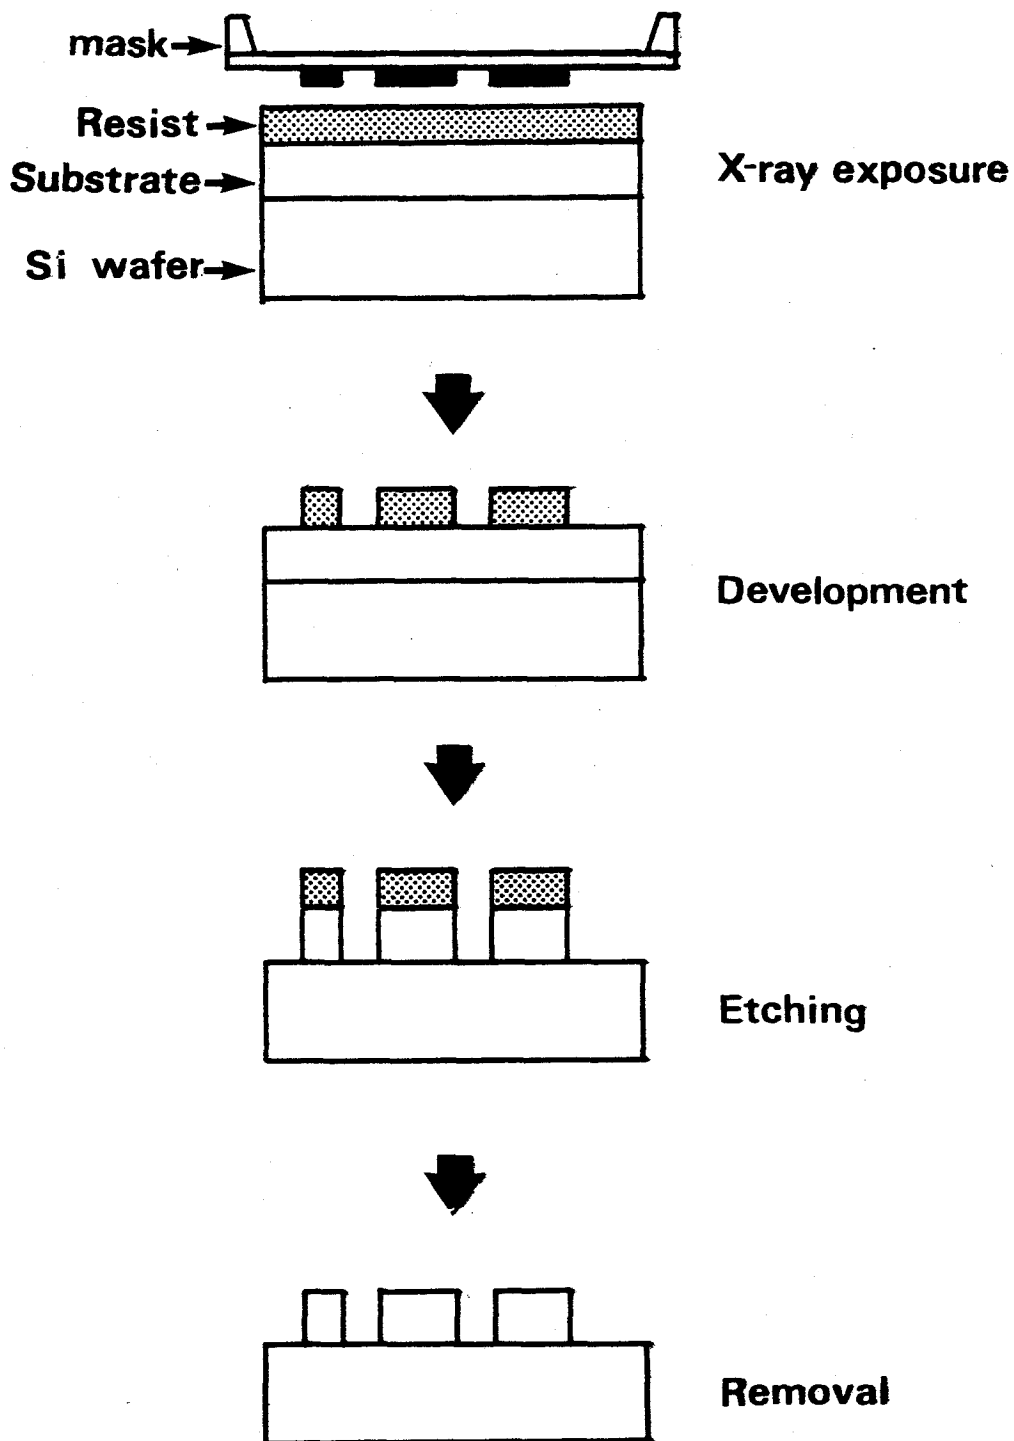 mask
Resist
Substrate
Si wafer
X-ray exposure
Development
Etching
Removal